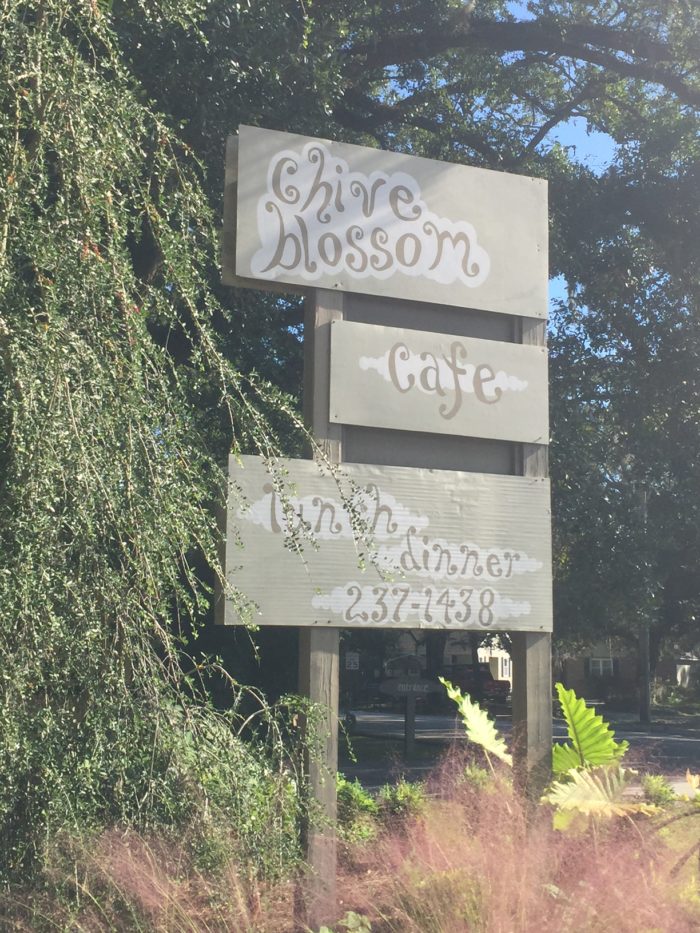 chive
blossom
cafe
lunch
dinner
237-1438